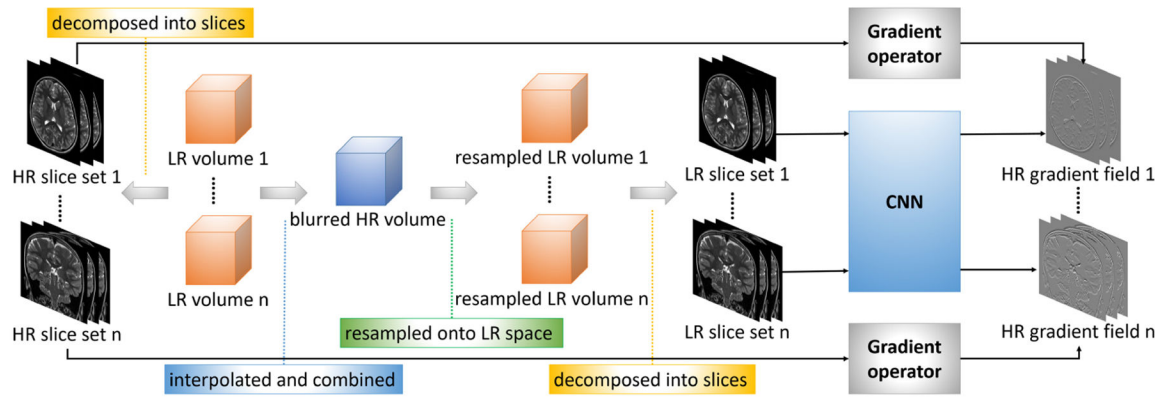 decomposed into slices
Gradient
operator
HR slice set 1
LR volume 1
blurred HR volume
resampled LR volume 1
LR slice set 1
CNN
HR gradient field 1
HR slice set n
LR volume n
resampled LR volume n
LR slice set n
HR gradient field n
resampled onto LR space
Gradient
operator
interpolated and combined
decomposed into slices